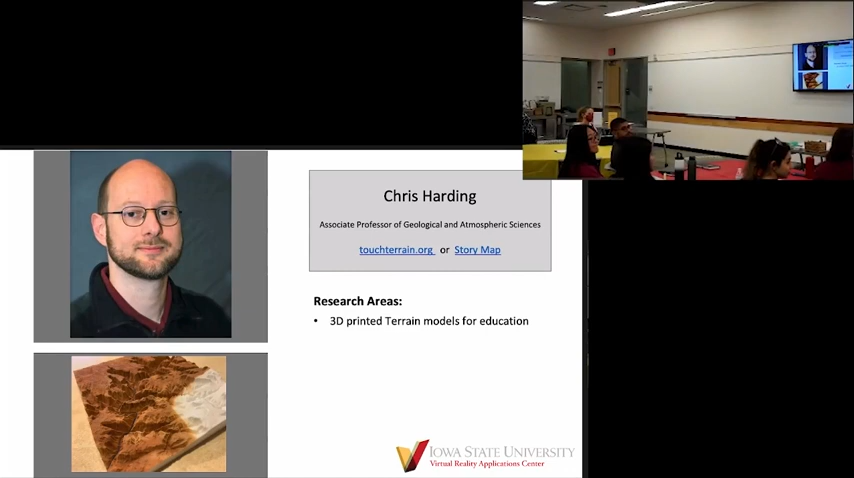 Chris Harding
Associate Professor of Geological and Atmospheric Sciences
touchterrain.org or Story Map
Research Areas:
• 3D printed Terrain models for education
IOWA STATE UNIVERSITY
Virtual Reality Applications Center